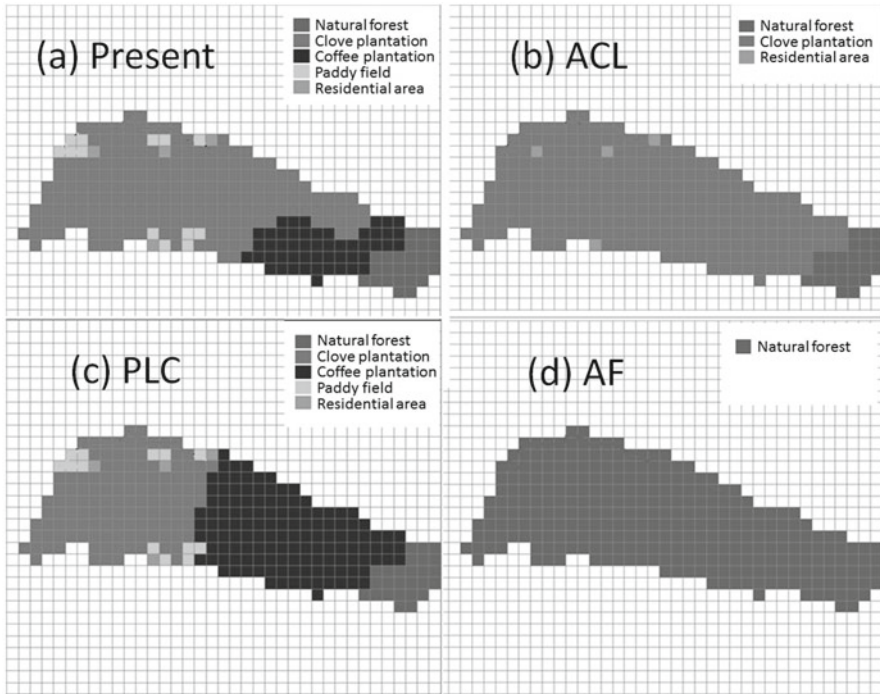 (a) Present
Natural forest
Clove plantation
Coffee plantation
Paddy field
Residential area
(b) ACL
Natural forest
Clove plantation
Residential area
(c) PLC
Natural forest
Clove plantation
Coffee plantation
Paddy field
Residential area
(d) AF
Natural forest